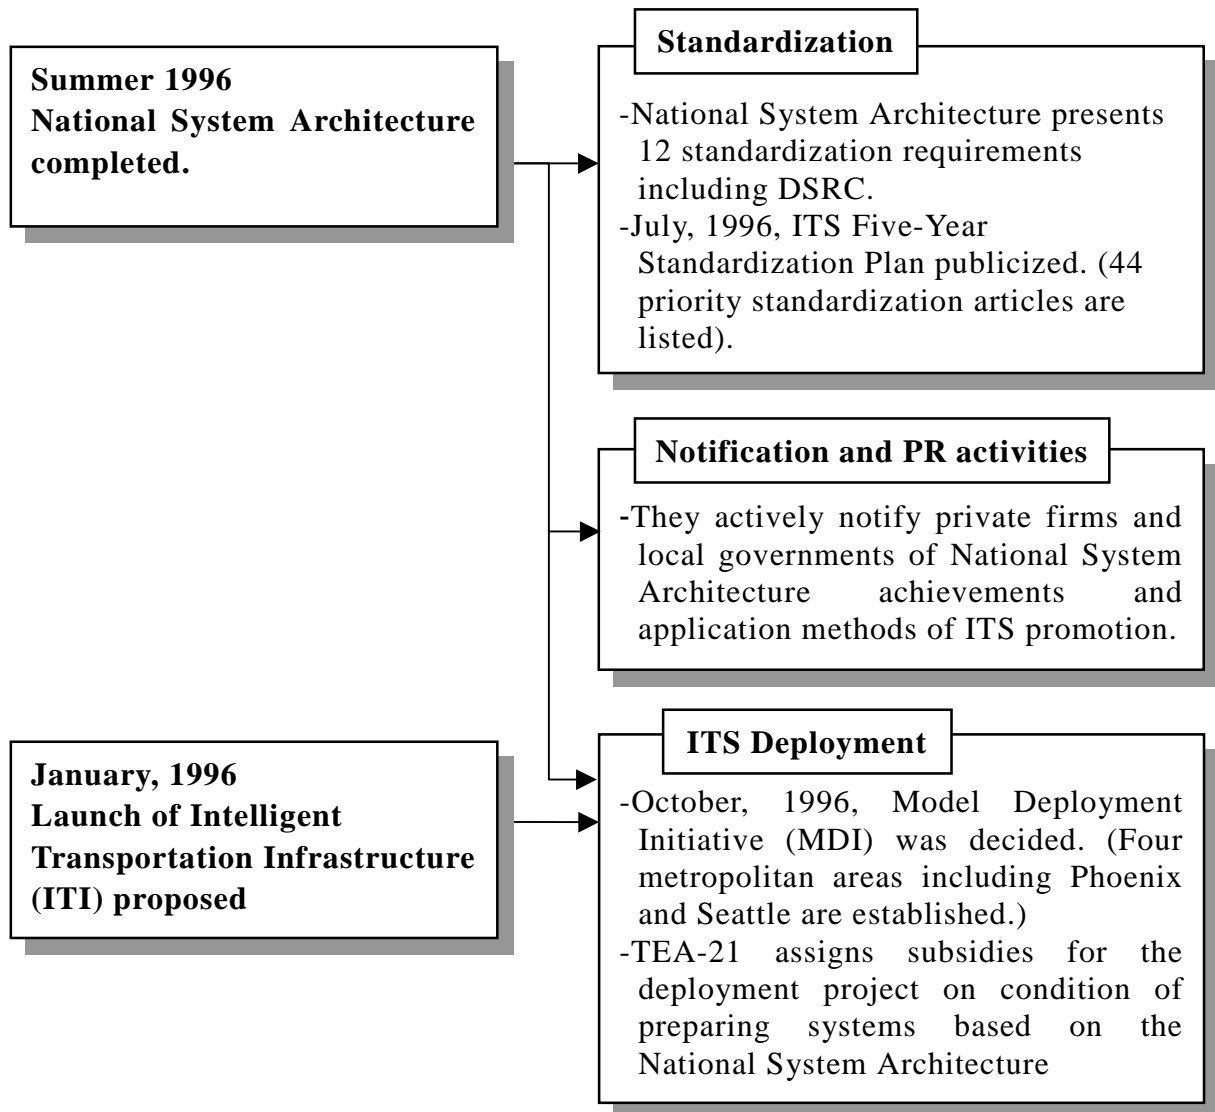 Summer 1996
National System Architecture
completed.
Standardization
-National System Architecture presents
12 standardization requirements
including DSRC.
-July, 1996, ITS Five-Year
Standardization Plan publicized. (44
priority standardization articles are
listed).
Notification and PR activities
-They actively notify private firms and
local governments of National System
Architecture achievements and
application methods of ITS promotion.
January, 1996
Launch of Intelligent
Transportation Infrastructure
(ITI) proposed
ITS Deployment
-October, 1996, Model Deployment
Initiative (MDI) was decided. (Four
metropolitan areas including Phoenix
and Seattle are established.)
-TEA-21 assigns subsidies for the
deployment project on condition of
preparing systems based on the
National System Architecture